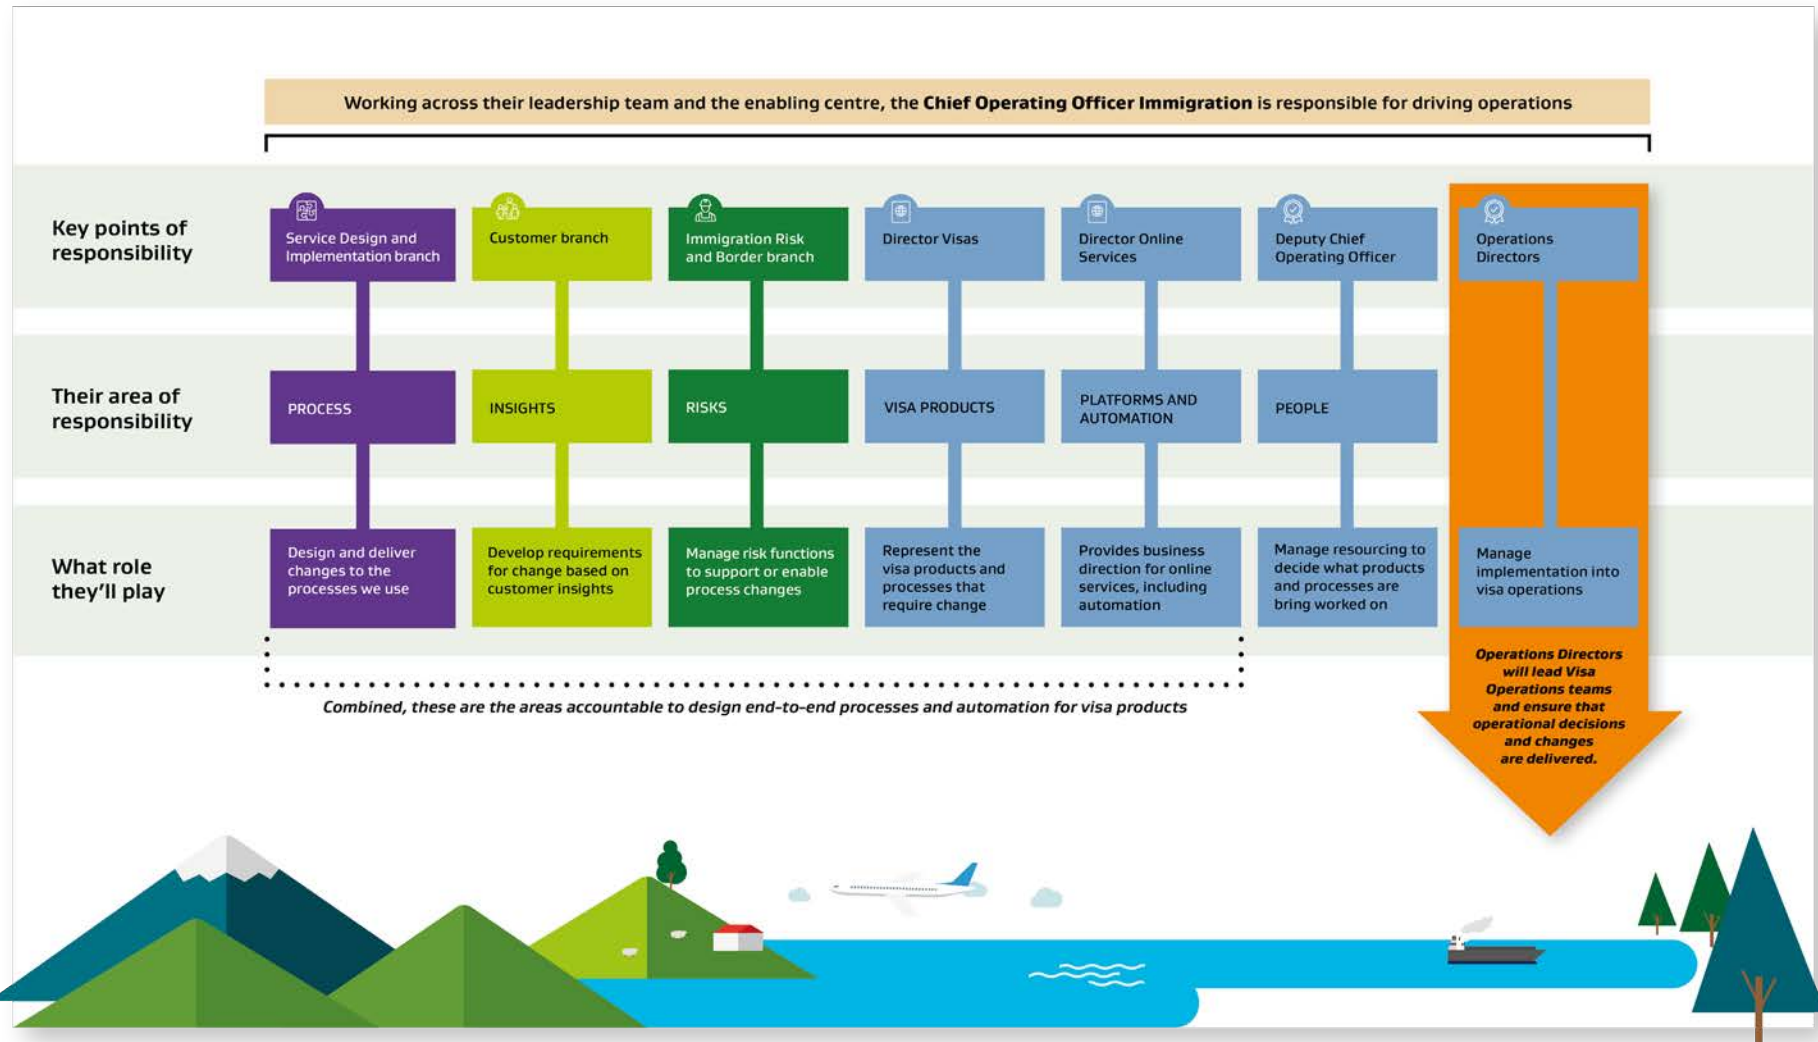 Working across their leadership team and the enabling centre, the Chief Operating Officer Immigration is responsible for driving operations
Key points of
responsibility
Service Design and
Implementation branch
Customer branch
Immigration Risk
and Border branch
Director Visas
Director Online
Services
Deputy Chief
Operating Officer
Operations
Directors
Their area of
responsibility
PROCESS
INSIGHTS
RISKS
VISA PRODUCTS
PLATFORMS AND
AUTOMATION
PEOPLE
What role
they'll play
Design and deliver
changes to the
processes we use
Develop requirements
for change based on
customer insights
Manage risk functions
to support or enable
process changes
Represent the
visa products and
processes that
require change
Provides business
direction for online
services, including
automation
Manage resourcing to
decide what products
and processes are
bring worked on
Manage
implementation into
visa operations
Combined, these are the areas accountable to design end-to-end processes and automation for visa products
Operations Directors
will lead Visa
Operations teams
and ensure that
operational decisions
and changes
are delivered.